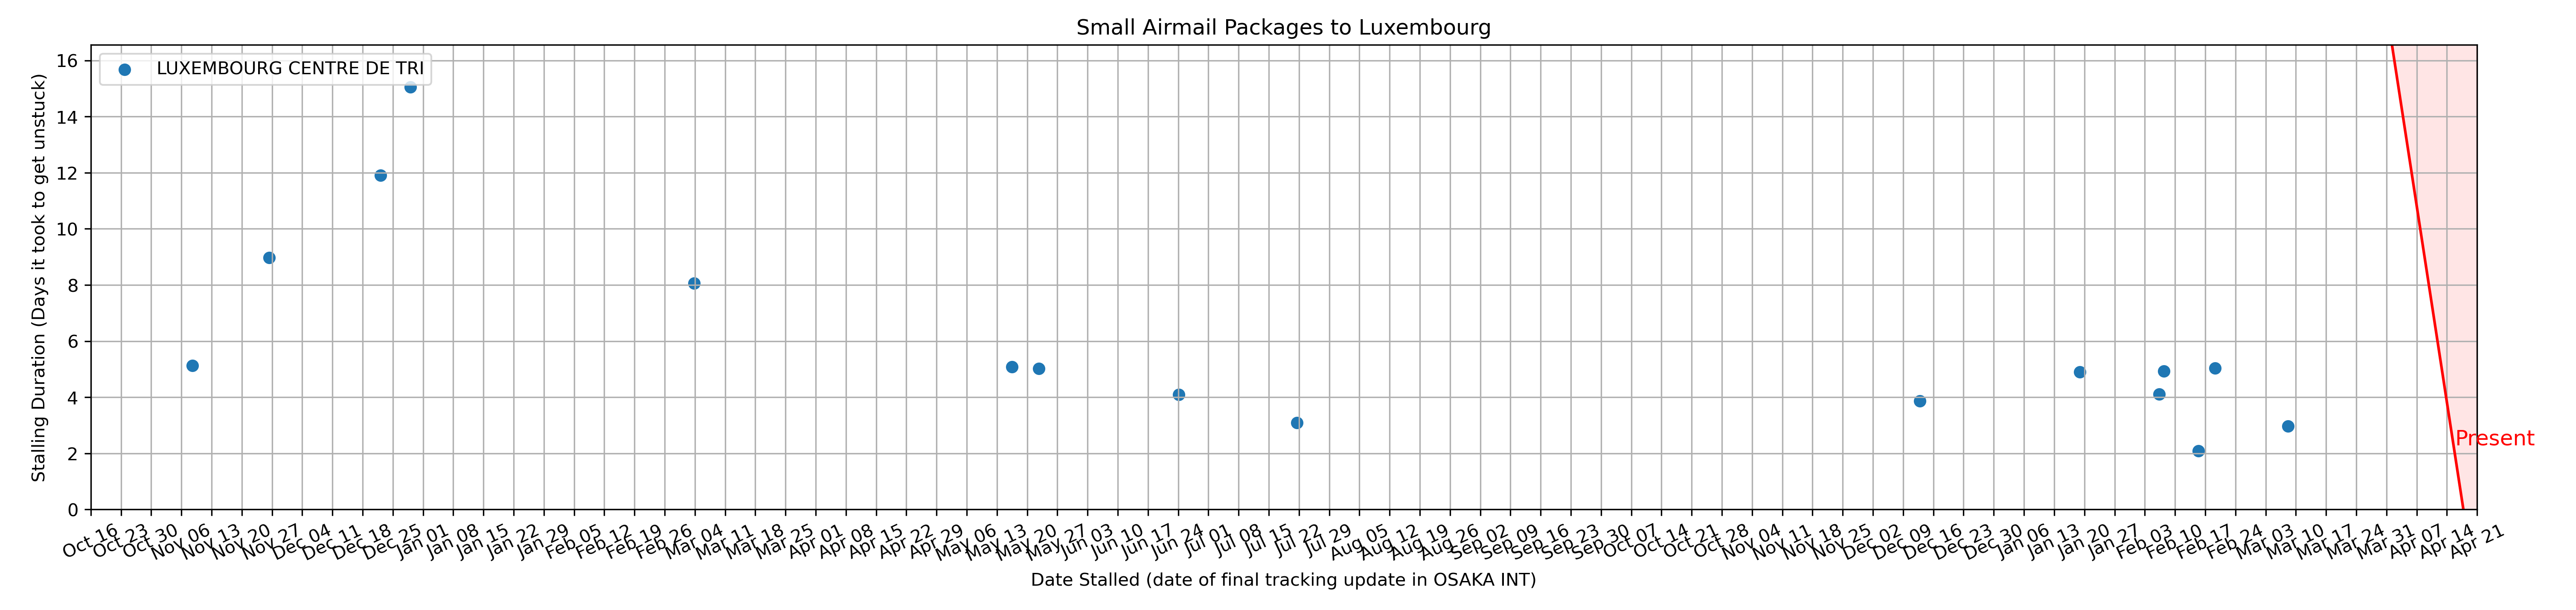 Small Airmail Packages to Luxembourg
LUXEMBOURG CENTRE DE TRI
Stalling Duration (Days it took to get unstuck)
16
14
12
10
8
6
4
2
0
Present
Oct 16 Oct 23 Oct 30 Nov 06 Nov 13 Nov 20 Nov 27 Dec 04 Dec 11 Dec 18 Dec 25 Jan 01 Jan 08 Jan 15 Jan 22 Jan 29 Feb 05 Feb 12 Feb 19 Feb 26 Mar 04 Mar 11 Mar 18 Mar 25 Apr 01 Apr 08 Apr 15 Apr 22 Apr 29 May 06 May 13 May 20 May 27 Jun 03 Jun 10 Jun 17 Jun 24 Jul 01 Jul 08 Jul 15 Jul 22 Jul 29 Aug 05 Aug 12 Aug 19 Aug 26 Sep 02 Sep 09 Sep 16 Sep 23 Sep 30 Oct 07 Oct 14 Oct 21 Oct 28 Nov 04 Nov 11 Nov 18 Nov 25 Dec 02 Dec 09 Dec 16 Dec 23 Dec 30 Jan 06 Jan 13 Jan 20 Jan 27 Feb 03 Feb 10 Feb 17 Feb 24 Mar 03 Mar 10 Mar 17 Mar 24 Mar 31 Apr 07 Apr 14 Apr 21
Date Stalled (date of final tracking update in OSAKA INT)